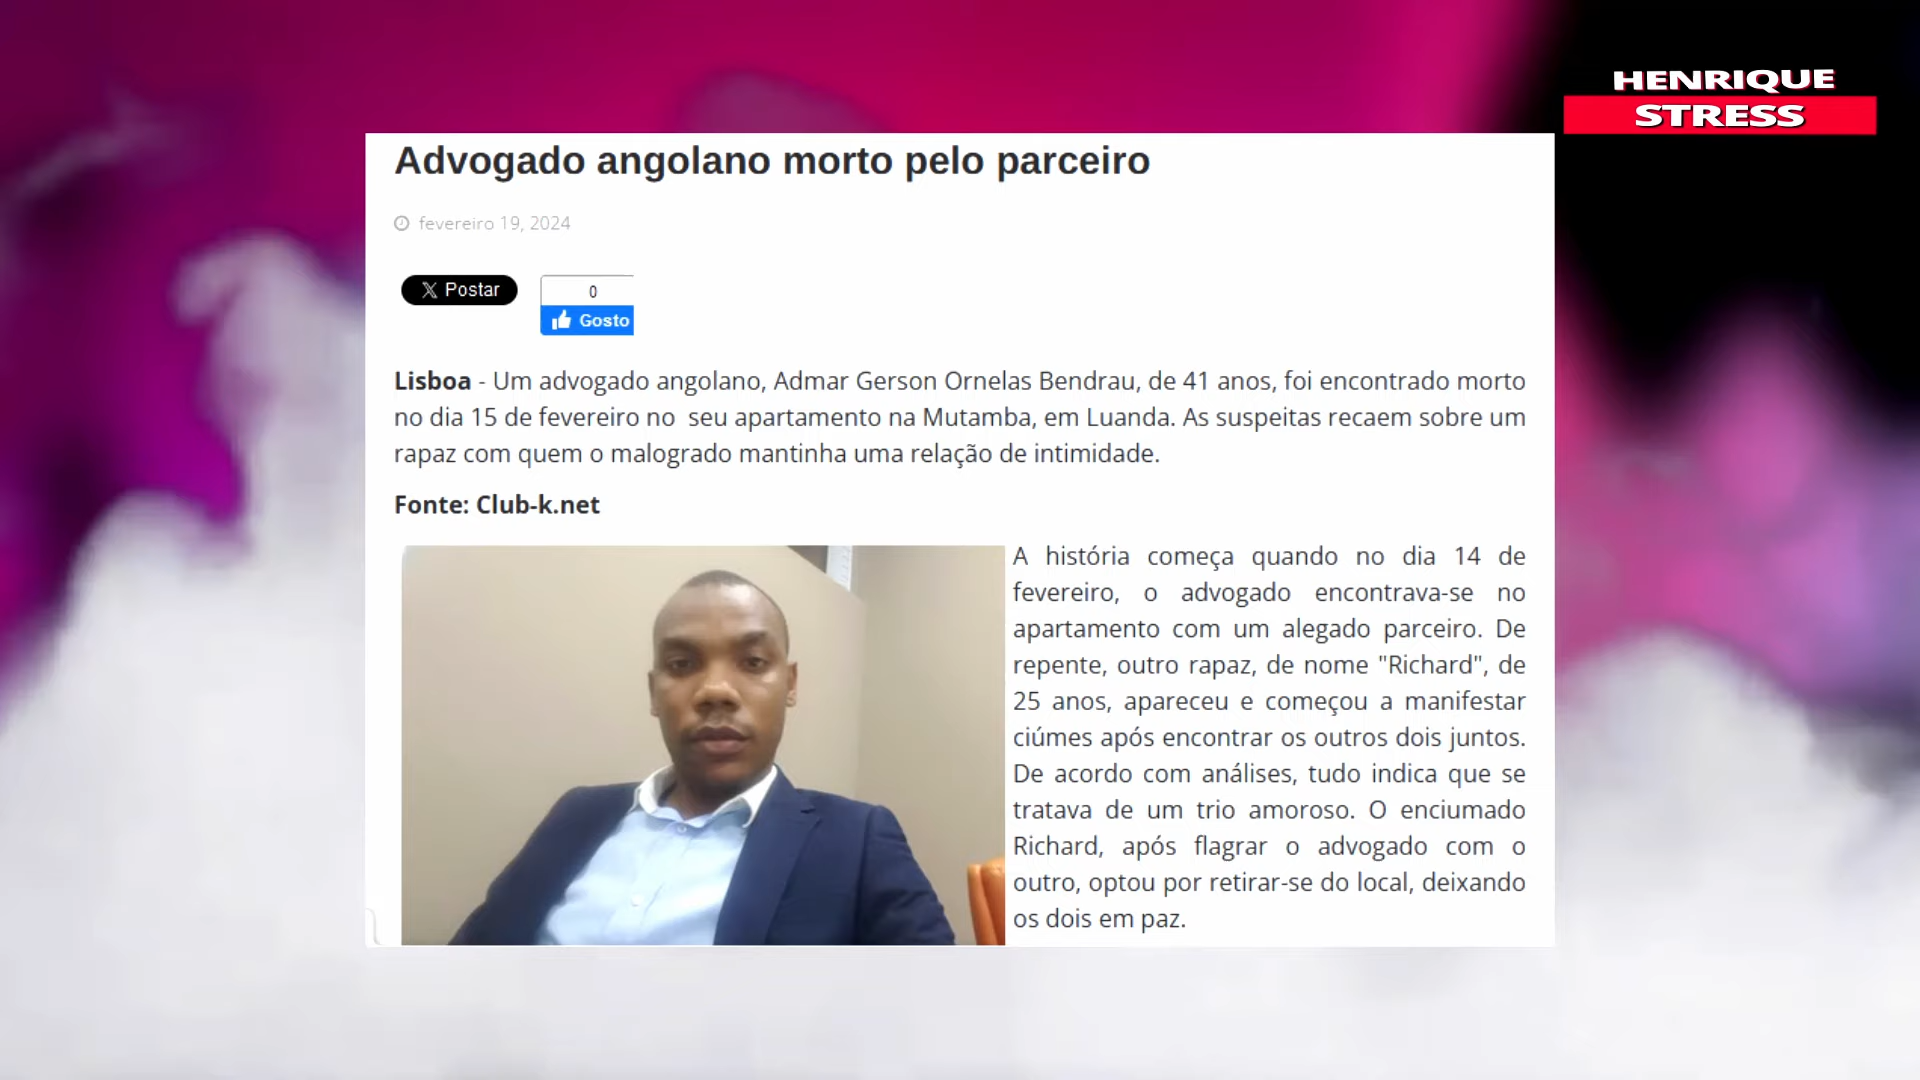 HENRIQUE
STRESS
Advogado angolano morto pelo parceiro
fevereiro 19, 2024
X Postar
0
Gosto
Lisboa - Um advogado angolano, Admar Gerson Ornelas Bendrau, de 41 anos, foi encontrado morto
no dia 15 de fevereiro no seu apartamento na Mutamba, em Luanda. As suspeitas recaem sobre um
rapaz com quem o malogrado mantinha uma relação de intimidade.
Fonte: Club-k.net
A história começa quando no dia 14 de
fevereiro, o advogado encontrava-se no
apartamento com um alegado parceiro. De
repente, outro rapaz, de nome "Richard", de
25 anos, apareceu e começou a manifestar
ciúmes após encontrar os outros dois juntos.
De acordo com análises, tudo indica que se
tratava de um trio amoroso. O enciumado
Richard, após flagrar o advogado com o
outro, optou por retirar-se do local, deixando
os dois em paz.